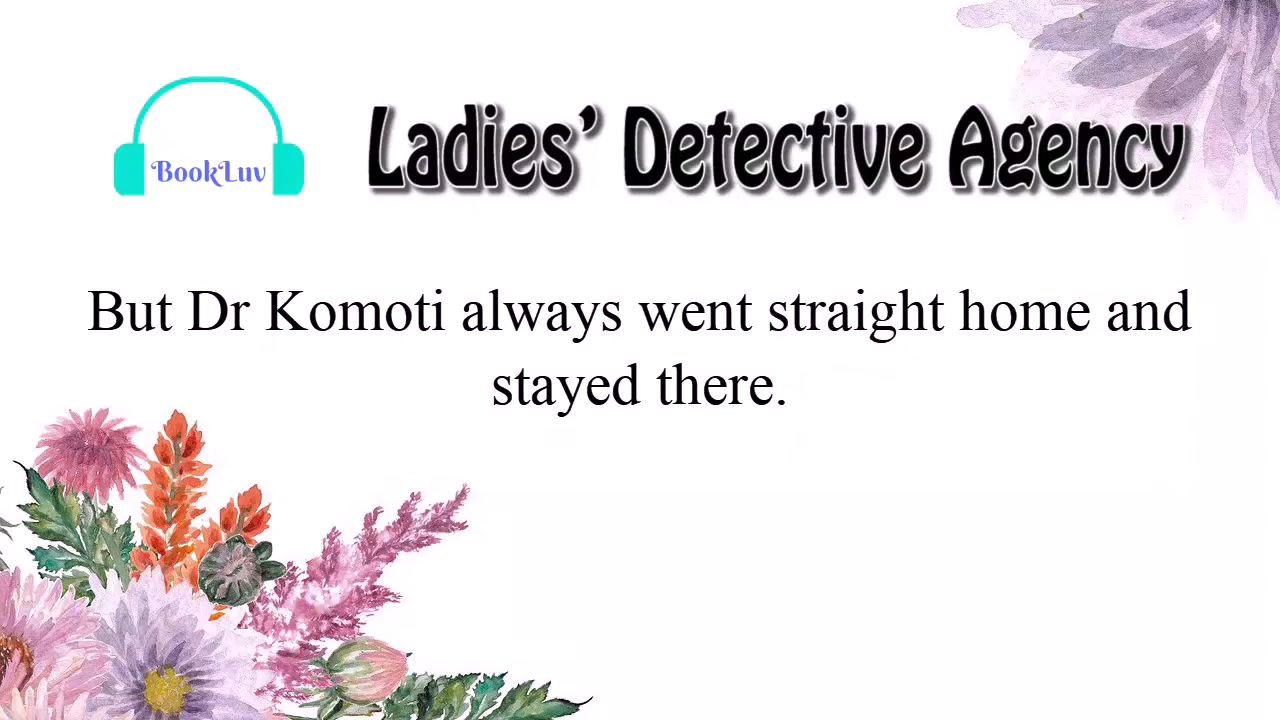 BookLuv
Ladies’ Detective Agency
But Dr Komoti always went straight home and
stayed there.